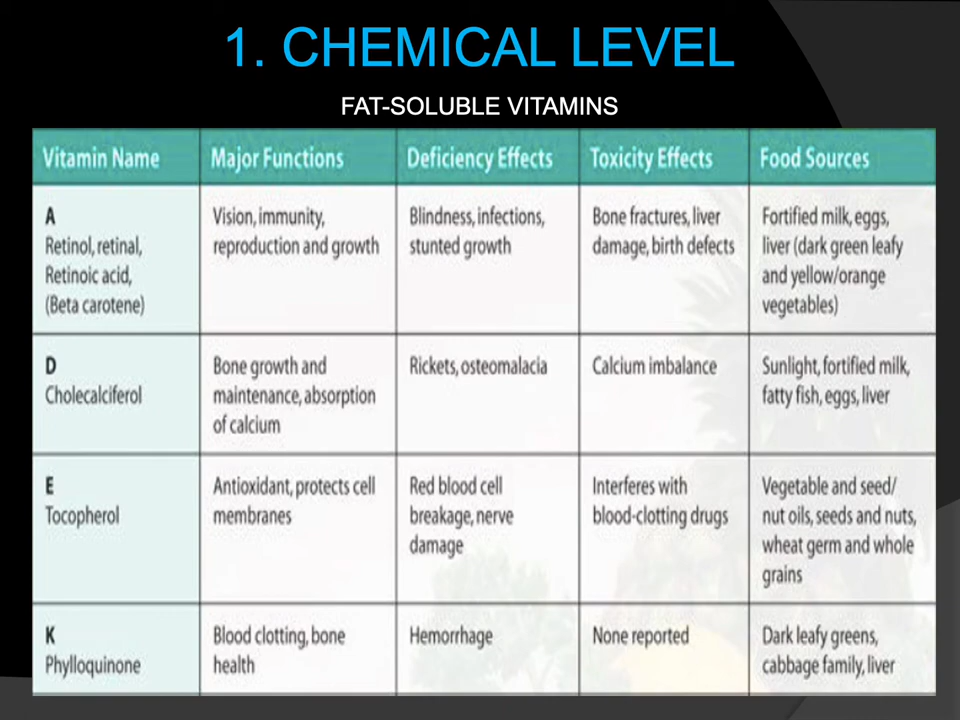 1. CHEMICAL LEVEL
FAT-SOLUBLE VITAMINS
Vitamin Name
Major Functions
Deficiency Effects
Toxicity Effects
Food Sources
A
Retinol, retinal,
Retinoic acid,
(Beta carotene)
Vision, immunity,
reproduction and growth
Blindness, infections,
stunted growth
Bone fractures, liver
damage, birth defects
Fortified milk, eggs,
liver (dark green leafy
and yellow/orange
vegetables)
D
Cholecalciferol
Bone growth and
maintenance, absorption
of calcium
Rickets, osteomalacia
Calcium imbalance
Sunlight, fortified milk,
fatty fish, eggs, liver
E
Tocopherol
Antioxidant, protects cell
membranes
Red blood cell
breakage, nerve
damage
Interferes with
blood-clotting drugs
Vegetable and seed/
nut oils, seeds and nuts,
wheat germ and whole
grains
K
Phylloquinone
Blood clotting, bone
health
Hemorrhage
None reported
Dark leafy greens,
cabbage family, liver